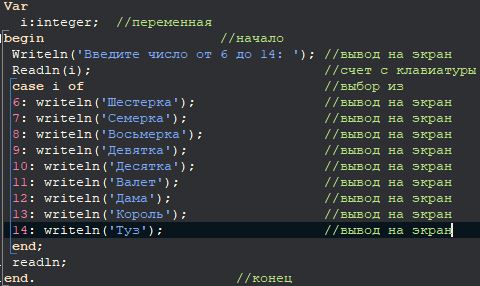 Var
i:integer; //переменная
begin //начало
Writeln('Введите число от 6 до 14: '); //вывод на экран
Readln(i); //счет с клавиатуры
case i of //выбор из
6: writeln('Шестерка'); //вывод на экран
7: writeln('Семерка'); //вывод на экран
8: writeln('Восьмерка'); //вывод на экран
9: writeln('Девятка'); //вывод на экран
10: writeln('Десятка'); //вывод на экран
11: writeln('Валет'); //вывод на экран
12: writeln('Дама'); //вывод на экран
13: writeln('Король'); //вывод на экран
14: writeln('Туз'); //вывод на экран
end;
readln;
end. //конец